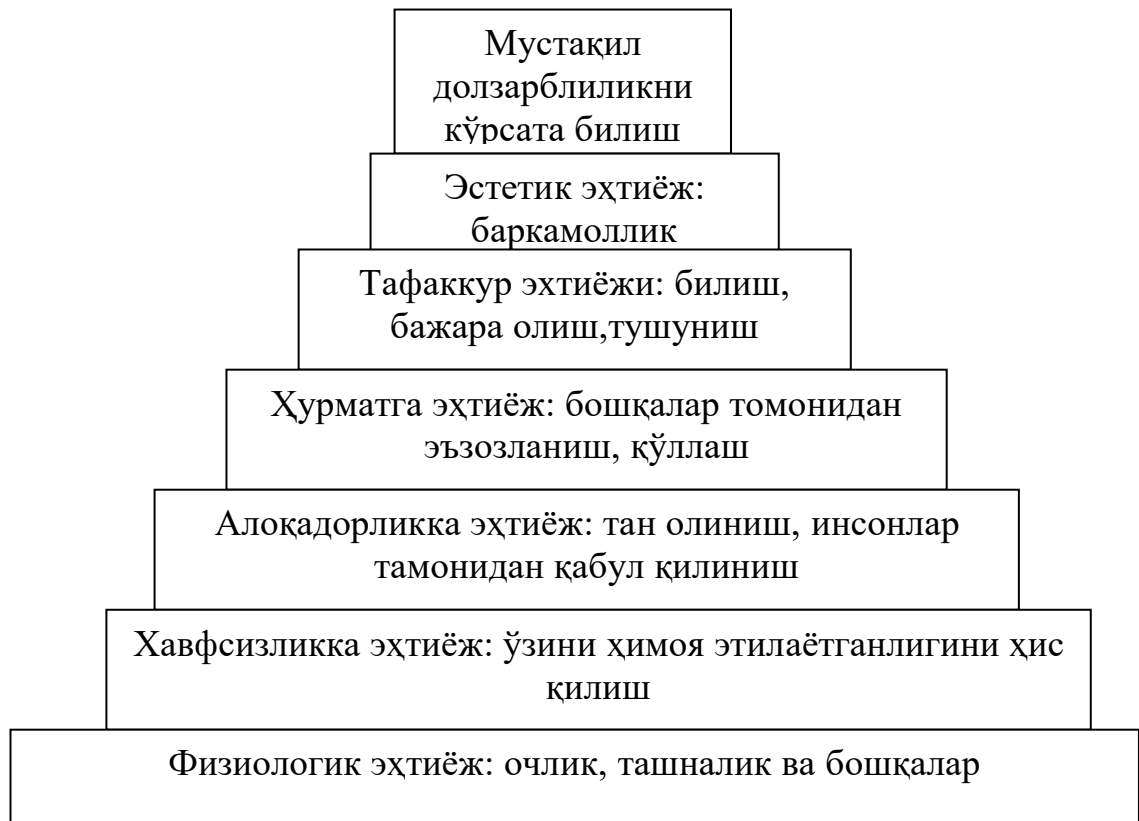 Мустақил
долзарблиликни
кўрсата билиш
Эстетик эҳтиёж:
баркамоллик
Тафаккур эхтиёжи: билиш,
бажара олиш,тушуниш
Ҳурматга эҳтиёж: бошқалар томонидан
эъзозланиш, қўллаш
Алоқадорликка эҳтиёж: тан олиниш, инсонлар
тамонидан қабул қилиниш
Хавфсизликка эҳтиёж: ўзини ҳимоя этилаётганлигини ҳис
қилиш
Физиологик эҳтиёж: очлик, ташналик ва бошқалар